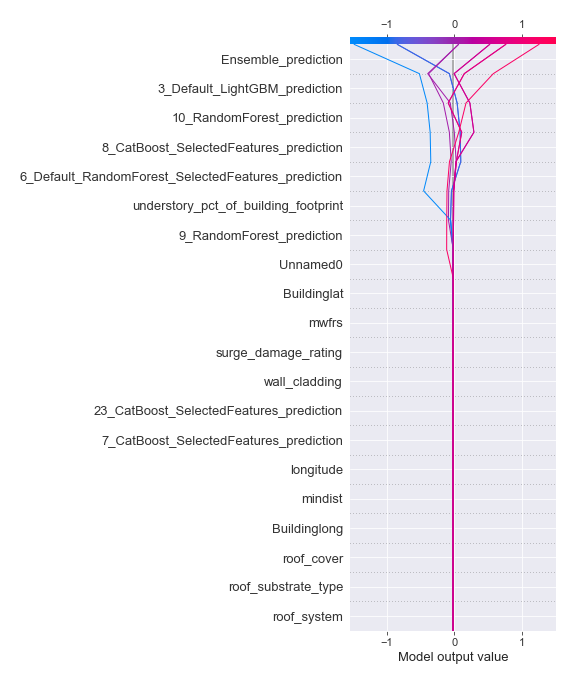 −1 0 1
Ensemble_prediction
3_Default_LightGBM_prediction
10_RandomForest_prediction
8_CatBoost_SelectedFeatures_prediction
6_Default_RandomForest_SelectedFeatures_prediction
understory_pct_of_building_footprint
9_RandomForest_prediction
Unnamed0
Buildinglat
mwfrs
surge_damage_rating
wall_cladding
23_CatBoost_SelectedFeatures_prediction
7_CatBoost_SelectedFeatures_prediction
longitude
mindist
Buildinglong
roof_cover
roof_substrate_type
roof_system
−1 0 1
Model output value